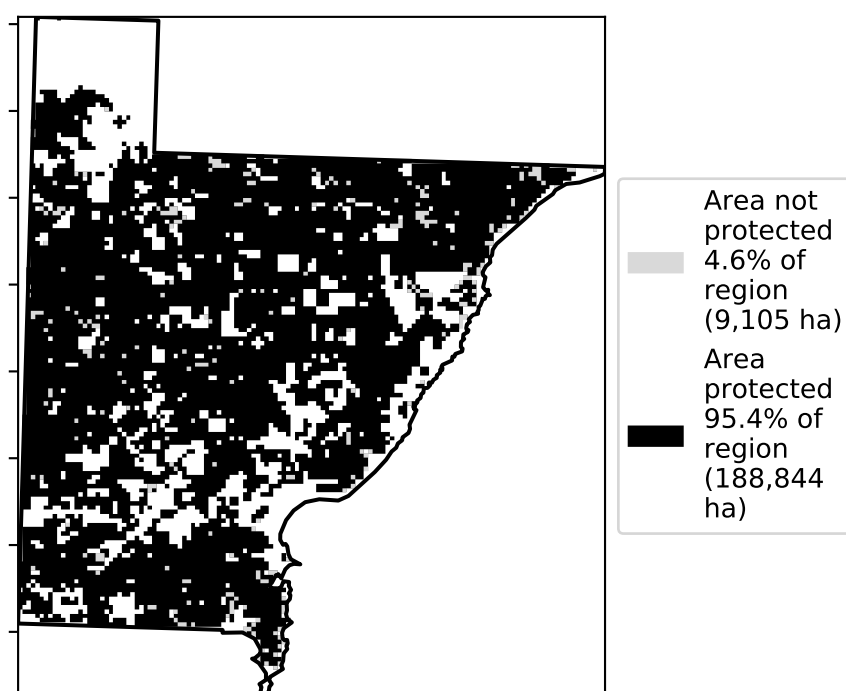 Area not
protected
4.6% of
region
(9,105 ha)
Area
protected
95.4% of
region
(188,844
ha)